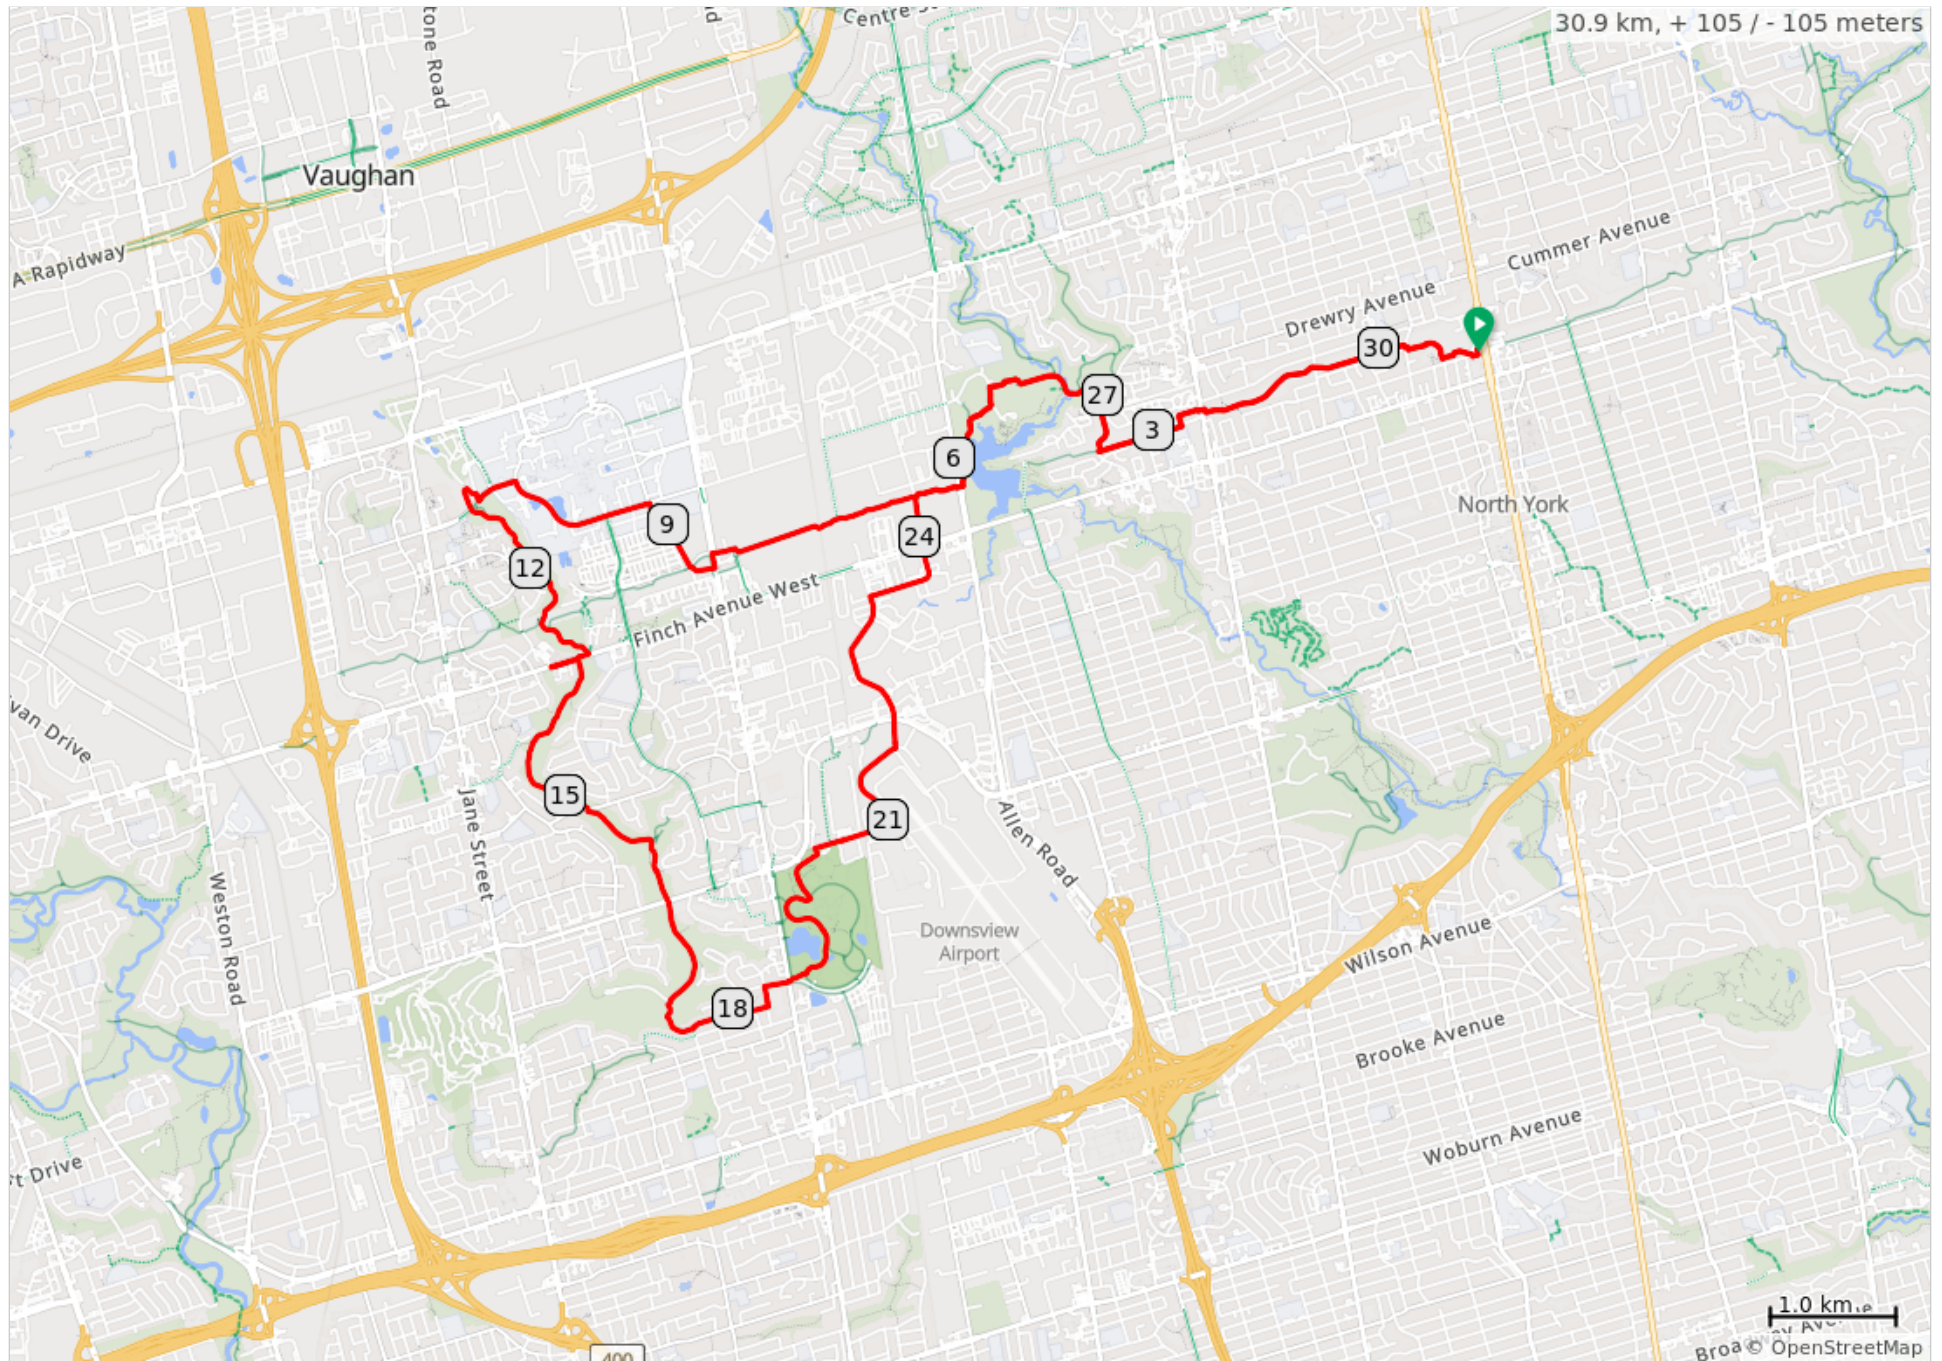 Centre S
30.9 km, + 105 / - 105 meters
tone Road
d
Vaughan
A Rapidway
Cummer Avenue
Drewry Avenue
30
27
3
6
North York
9
24
12
Finch Avenue West
van Drive
15
Jane Street
21
Allen Road
Weston Road
Downsview
Airport
Wilson Avenue
18
Brooke Avenue
Woburn Avenue
t Drive
1.0 km
400
Broa
© OpenStreetMap